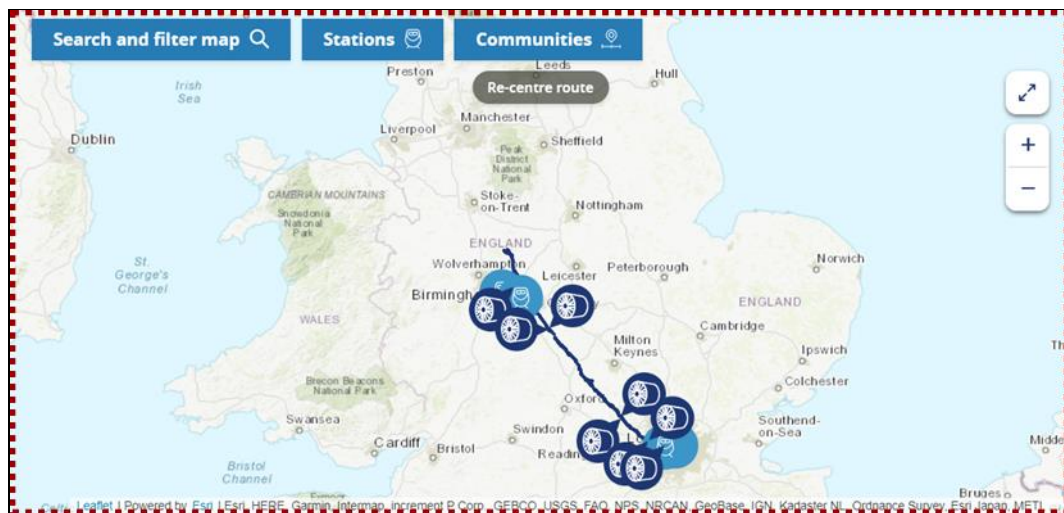 Search and filter map
Stations
Communities
Re-centre route
Leeds
Preston
Hull
Irish
Sea
Manchester
Liverpool
Sheffield
Dublin
Peak
District
National
Park
CAMBRIAN MOUNTAINS
Stoke-
on-Trent
Nottingham
Snowdonia
National
Park
ENGLAND
St.
George's
Channel
Wolverhampton
Leicester
Peterborough
Norwich
Birmingh
ENGLAND
WALES
Cambridge
Milton
Keynes
Ipswich
Brecon Beacons
National Park
Colchester
Oxford
Swansea
Swindon
Southend-
on-Sea
Cardiff
Bristol
Readin
Midde
Bristol
Channel
Bruges
Leaflet | Powered by Esri | Esri, HERE, Garmin, Intermap, increment P Corp., GEBCO, USGS, FAO, NPS, NRCAN, GeoBase, IGN, Kadaster NL, Ordnance Survey, Esri Japan, METI,